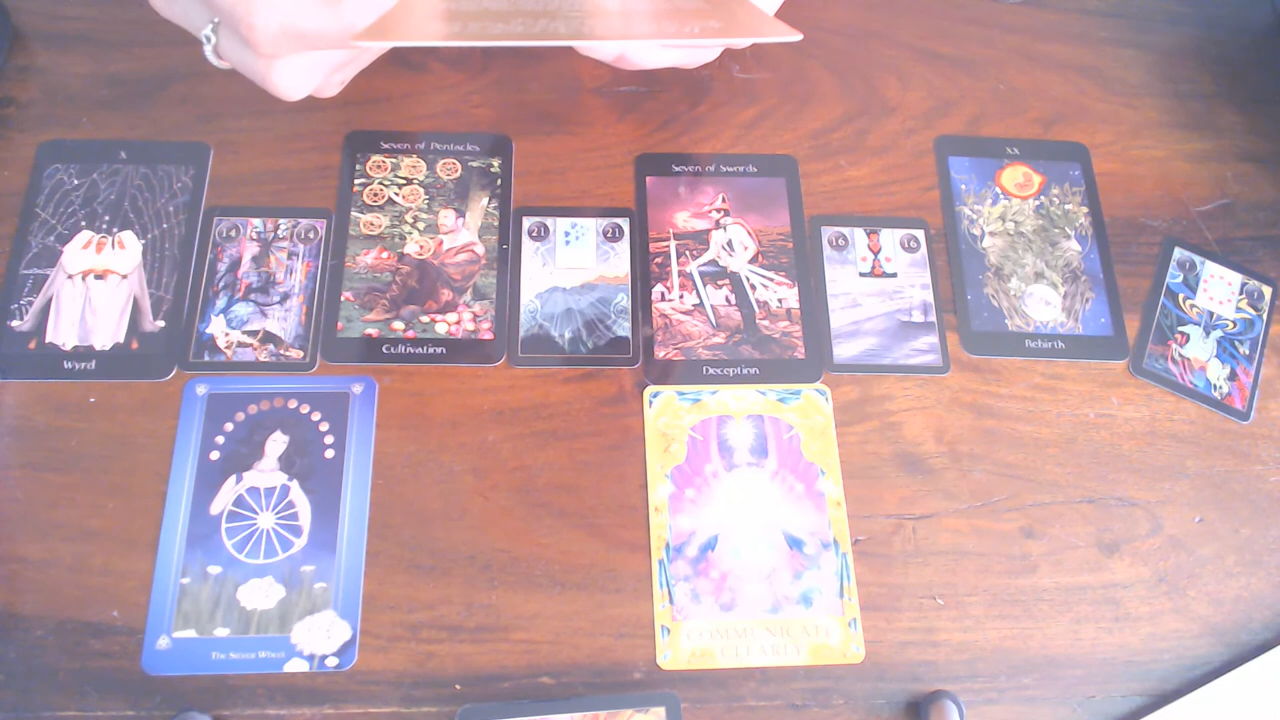 X
Wyrd
14 14
Seven of Pentacles
Cultivation
21 21
Seven of Swords
Deception
16 16
XX
Rebirth
1
The Silver Wheel
COMMUNICATE
CLEARLY